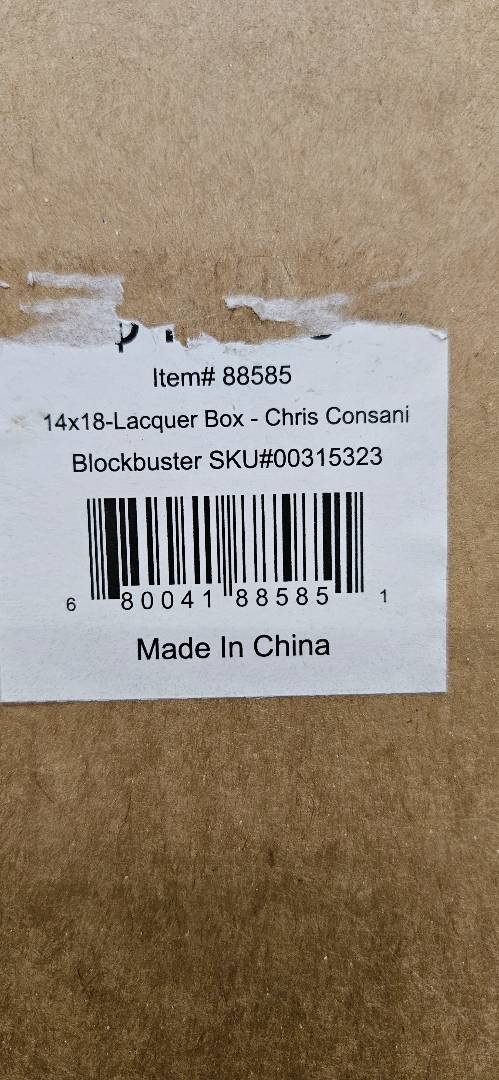 Item# 88585
14x18-Lacquer Box - Chris Consani
Blockbuster SKU#00315323
6 80041 88585 1
Made In China